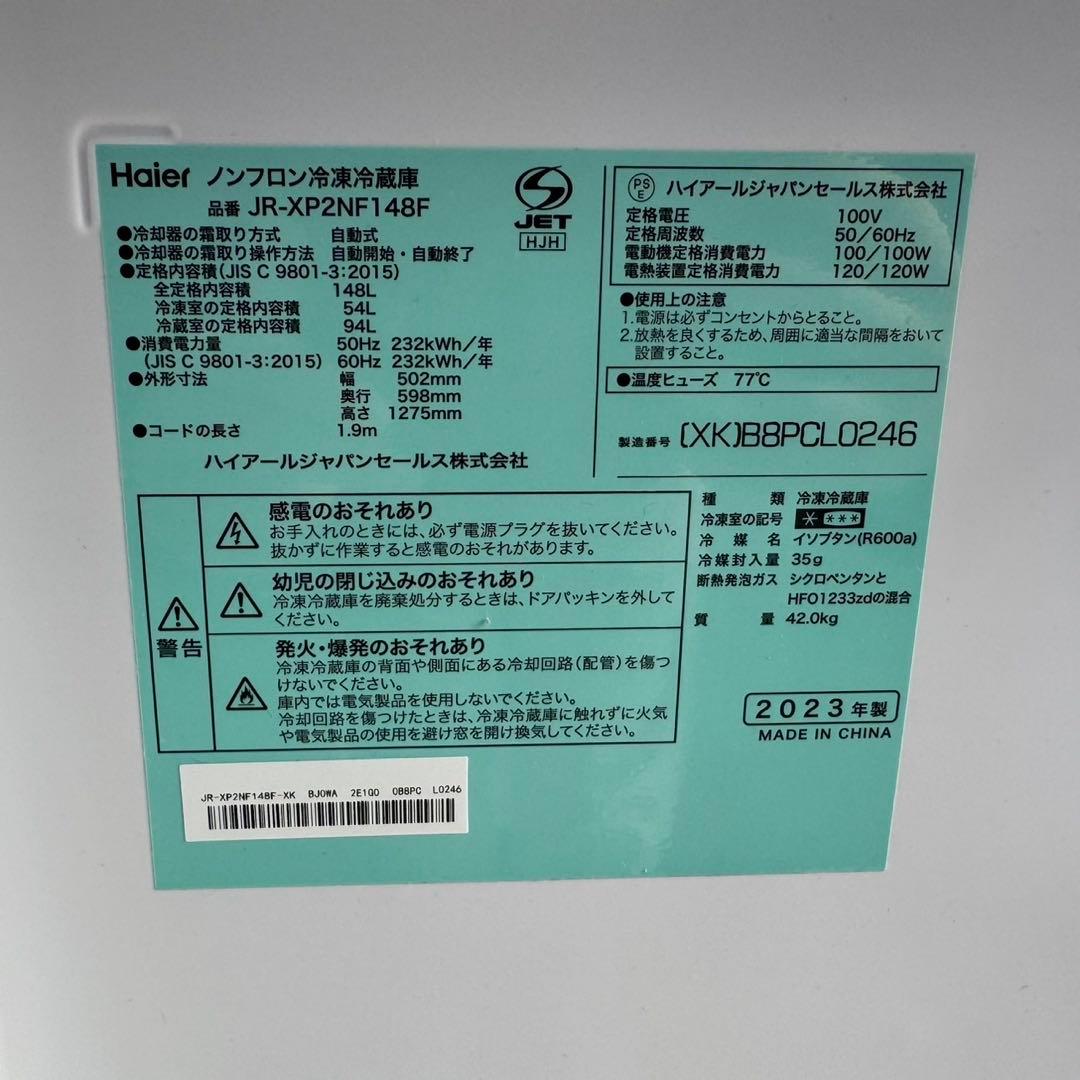 Haier ノンフロン冷凍冷蔵庫
品番 JR-XP2NF148F
●冷却器の霜取り方式 自動式
●冷却器の霜取り操作方法 自動開始・自動終了
●定格内容積(JIS C 9801-3:2015)
全定格内容積 148L
冷凍室の定格内容積 54L
冷蔵室の定格内容積 94L
●消費電力量 50Hz 232kWh/年
(JIS C 9801-3:2015) 60Hz 232kWh/年
●外形寸法 幅 502mm
奥行 598mm
高さ 1275mm
●コードの長さ 1.9m
ハイアールジャパンセールス株式会社
JET
HJH
PSE ハイアールジャパンセールス株式会社
定格電圧 100V
定格周波数 50/60Hz
電動機定格消費電力 100/100W
電熱装置定格消費電力 120/120W
●使用上の注意
1.電源は必ずコンセントからとること。
2.放熱を良くするため、周囲に適当な間隔をおいて
設置すること。
●温度ヒューズ 77℃
製造番号 (XK)B8PCL0246
警告
感電のおそれあり
お手入れのときには、必ず電源プラグを抜いてください。
抜かずに作業すると感電のおそれがあります。
幼児の閉じ込みのおそれあり
冷凍冷蔵庫を廃棄処分するときは、ドアパッキンを外して
ください。
発火・爆発のおそれあり
冷凍冷蔵庫の背面や側面にある冷却回路(配管)を傷つ
けないでください。
庫内では電気製品を使用しないでください。
冷却回路を傷つけたときは、冷凍冷蔵庫に触れずに火気
や電気製品の使用を避け窓を開け換気してください。
種類 冷凍冷蔵庫
冷凍室の記号 * ***
冷媒名 イソブタン(R600a)
冷媒封入量 35g
断熱発泡ガス シクロペンタンと
HFO1233zdの混合
質量 42.0kg
2023年製
MADE IN CHINA
JR-XP2NF148F-XK BJ0WA 2E1Q0 0B8PC L0246